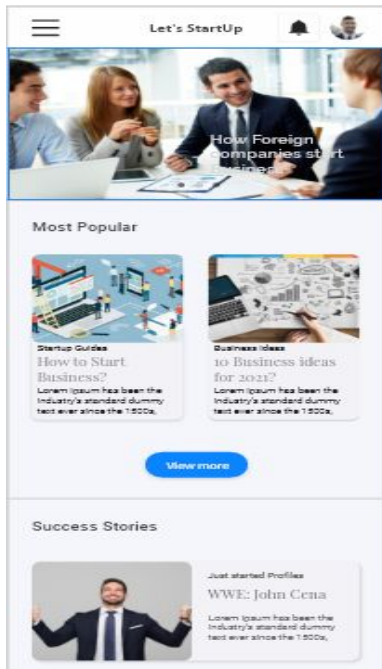 Let's StartUp
How Foreign
companies start
Business
Most Popular
Startup Guides
How to Start
Business?
Lorem Ipsum has been the
industry's standard dummy
text ever since the 1500s,
Business Ideas
10 Business ideas
for 2021?
Lorem Ipsum has been the
industry's standard dummy
text ever since the 1500s,
View more
Success Stories
Just started Profiles
WWE: John Cena
Lorem Ipsum has been the
industry's standard dummy
text ever since the 1500s,